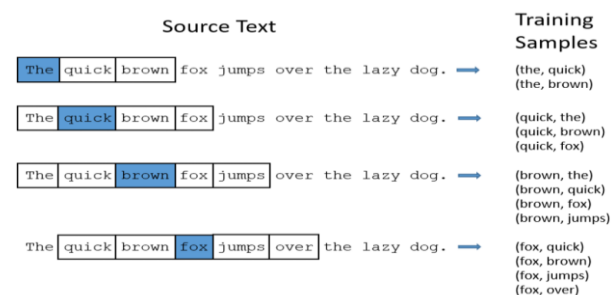 Source Text
Training
Samples
The quick brown fox jumps over the lazy dog.
(the, quick)
(the, brown)
The quick brown fox jumps over the lazy dog.
(quick, the)
(quick, brown)
(quick, fox)
The quick brown fox jumps over the lazy dog.
(brown, the)
(brown, quick)
(brown, fox)
(brown, jumps)
The quick brown fox jumps over the lazy dog.
(fox, quick)
(fox, brown)
(fox, jumps)
(fox, over)